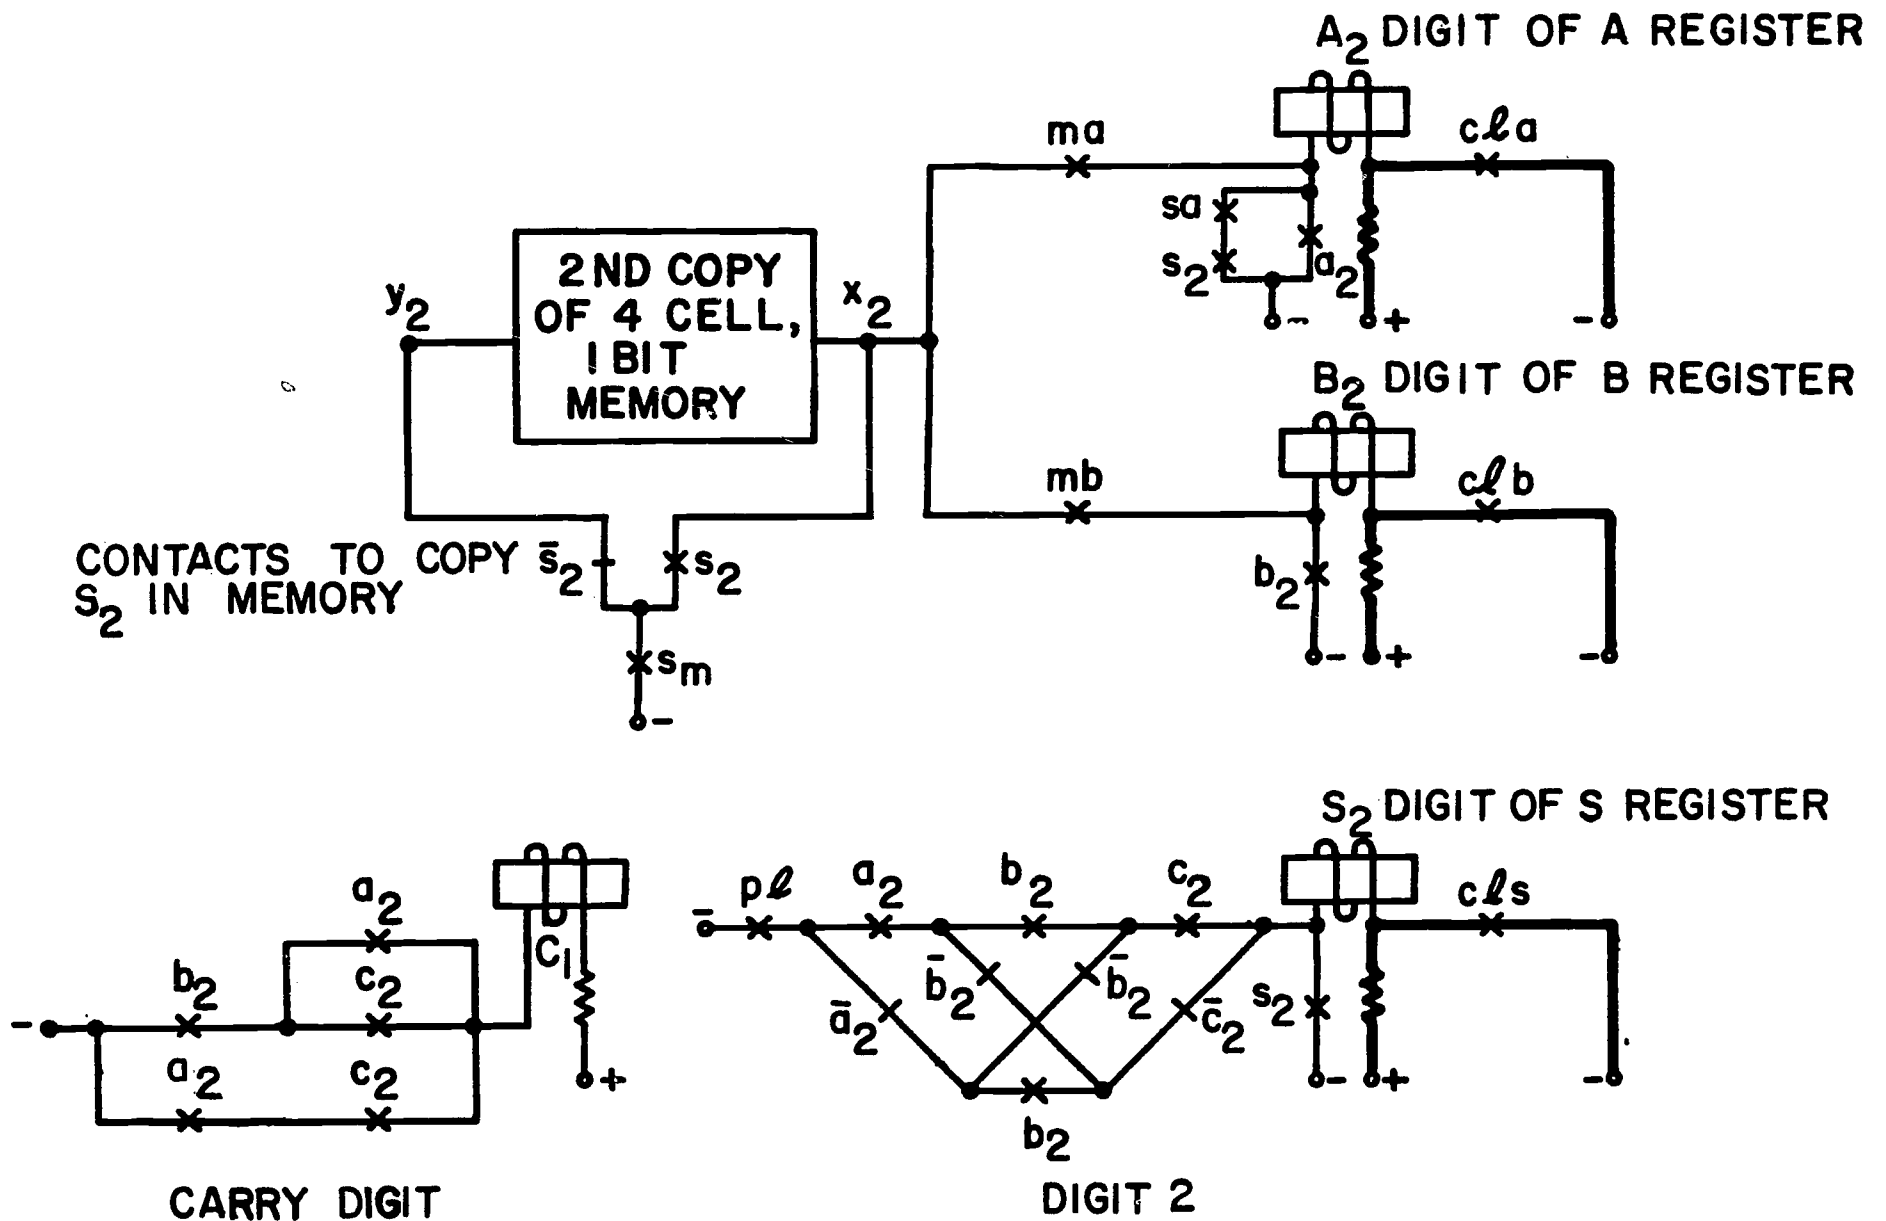 A2 DIGIT OF A REGISTER
ma
cla
sa
s2
a2
-
+
-
y2
2ND COPY
OF 4 CELL,
1 BIT
MEMORY
x2
B2 DIGIT OF B REGISTER
mb
clb
b2
-
+
-
CONTACTS TO COPY
S2 IN MEMORY
s̄2
s2
sm
-
S2 DIGIT OF S REGISTER
a2
b2
c2
-
a2
c2
C1
+
CARRY DIGIT
-
pl
a2
b2
c2
ā2
b̄2
b̄2
c̄2
b2
s2
cls
-
+
-
DIGIT 2